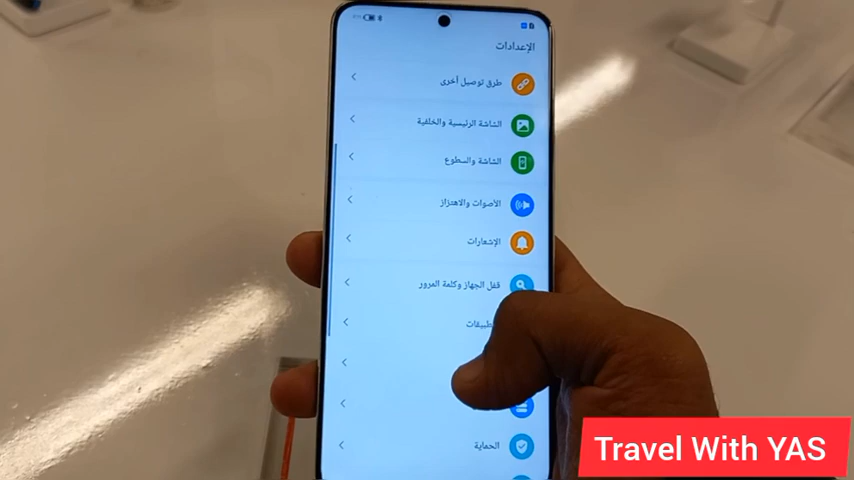 الإعدادات
طرق توصيل أخرى
الشاشة الرئيسية والخلفية
الشاشة والسطوع
الأصوات والاهتزاز
الإشعارات
قفل الجهاز وكلمة المرور
الحماية
Travel With YAS